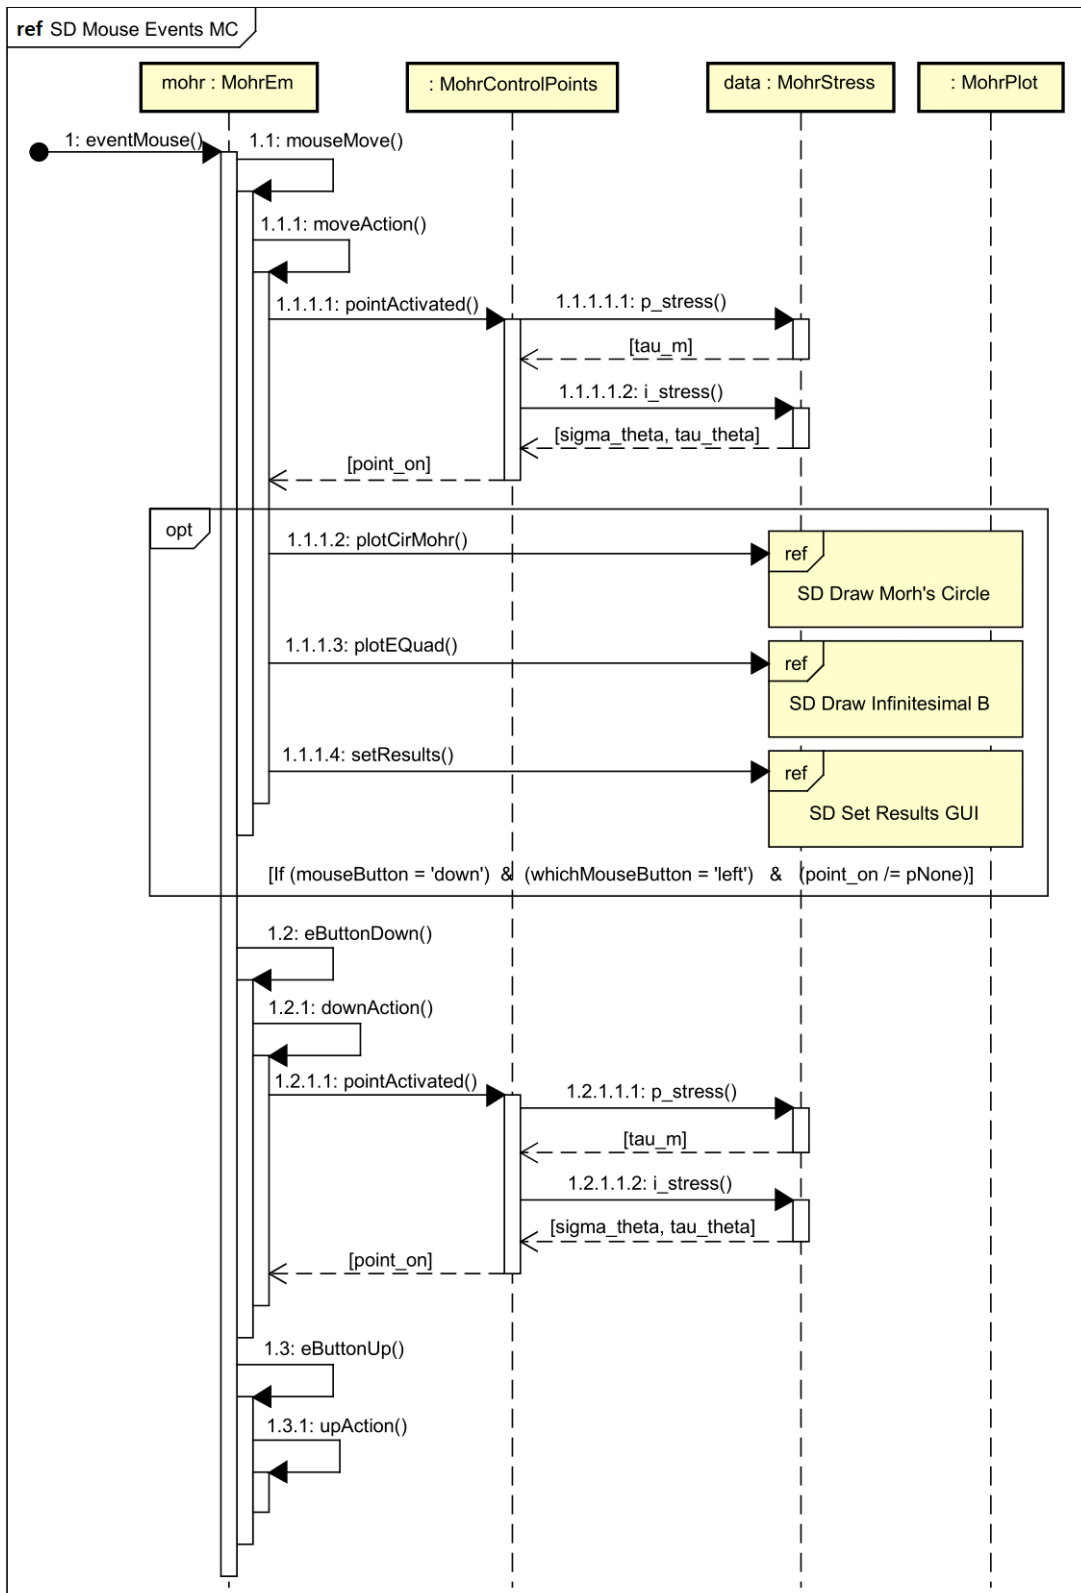 ref SD Mouse Events MC
mohr : MohrEm
: MohrControlPoints
data : MohrStress
: MohrPlot
1: eventMouse()
1.1: mouseMove()
1.1.1: moveAction()
1.1.1.1: pointActivated()
1.1.1.1.1: p_stress()
[tau_m]
1.1.1.1.2: i_stress()
[sigma_theta, tau_theta]
[point_on]
opt
1.1.1.2: plotCirMohr()
ref
SD Draw Morh's Circle
1.1.1.3: plotEQuad()
ref
SD Draw Infinitesimal B
1.1.1.4: setResults()
ref
SD Set Results GUI
[If (mouseButton = 'down') & (whichMouseButton = 'left') & (point_on /= pNone)]
1.2: eButtonDown()
1.2.1: downAction()
1.2.1.1: pointActivated()
1.2.1.1.1: p_stress()
[tau_m]
1.2.1.1.2: i_stress()
[sigma_theta, tau_theta]
[point_on]
1.3: eButtonUp()
1.3.1: upAction()